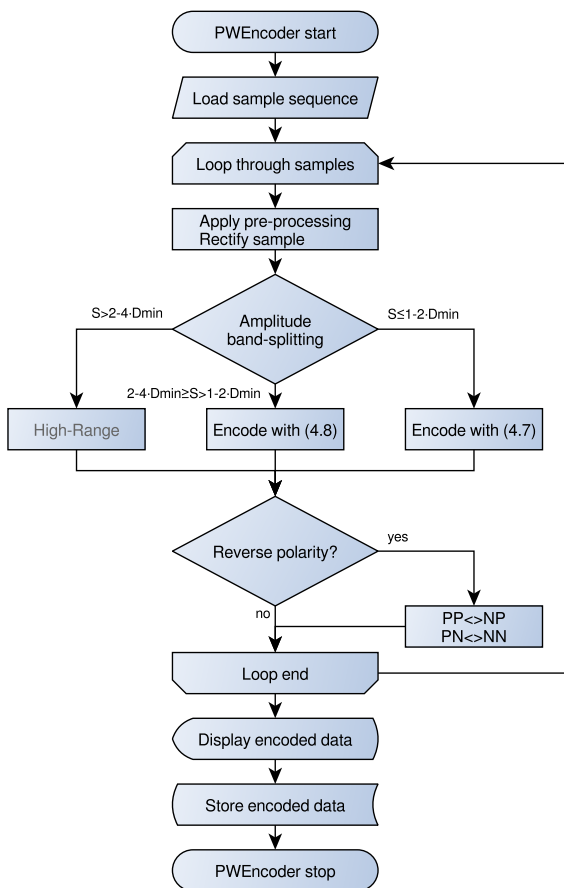 PWEncoder start
Load sample sequence
Loop through samples
Apply pre-processing
Rectify sample
Amplitude
band-splitting
S>2-4·Dmin
S≤1-2·Dmin
2-4·Dmin≥S>1-2·Dmin
High-Range
Encode with (4.8)
Encode with (4.7)
Reverse polarity?
yes
no
PP<>NP
PN<>NN
Loop end
Display encoded data
Store encoded data
PWEncoder stop